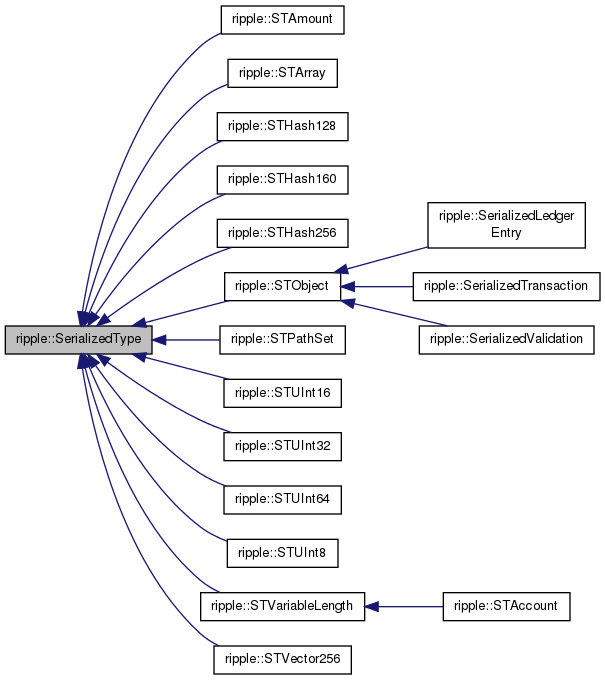 ripple::STAmount
ripple::STArray
ripple::STHash128
ripple::STHash160
ripple::STHash256
ripple::SerializedLedger
Entry
ripple::STObject
ripple::SerializedTransaction
ripple::SerializedType
ripple::STPathSet
ripple::SerializedValidation
ripple::STUInt16
ripple::STUInt32
ripple::STUInt64
ripple::STUInt8
ripple::STVariableLength
ripple::STAccount
ripple::STVector256